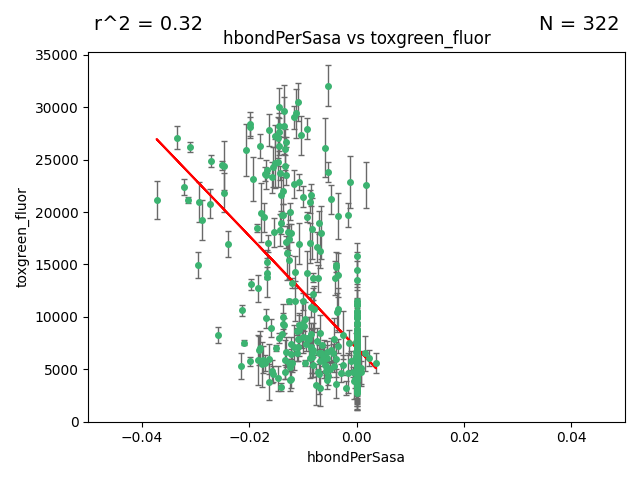 r^2 = 0.32
N = 322
hbondPerSasa vs toxgreen_fluor
35000
30000
25000
20000
15000
10000
5000
0
toxgreen_fluor
−0.04
−0.02
0.00
0.02
0.04
hbondPerSasa